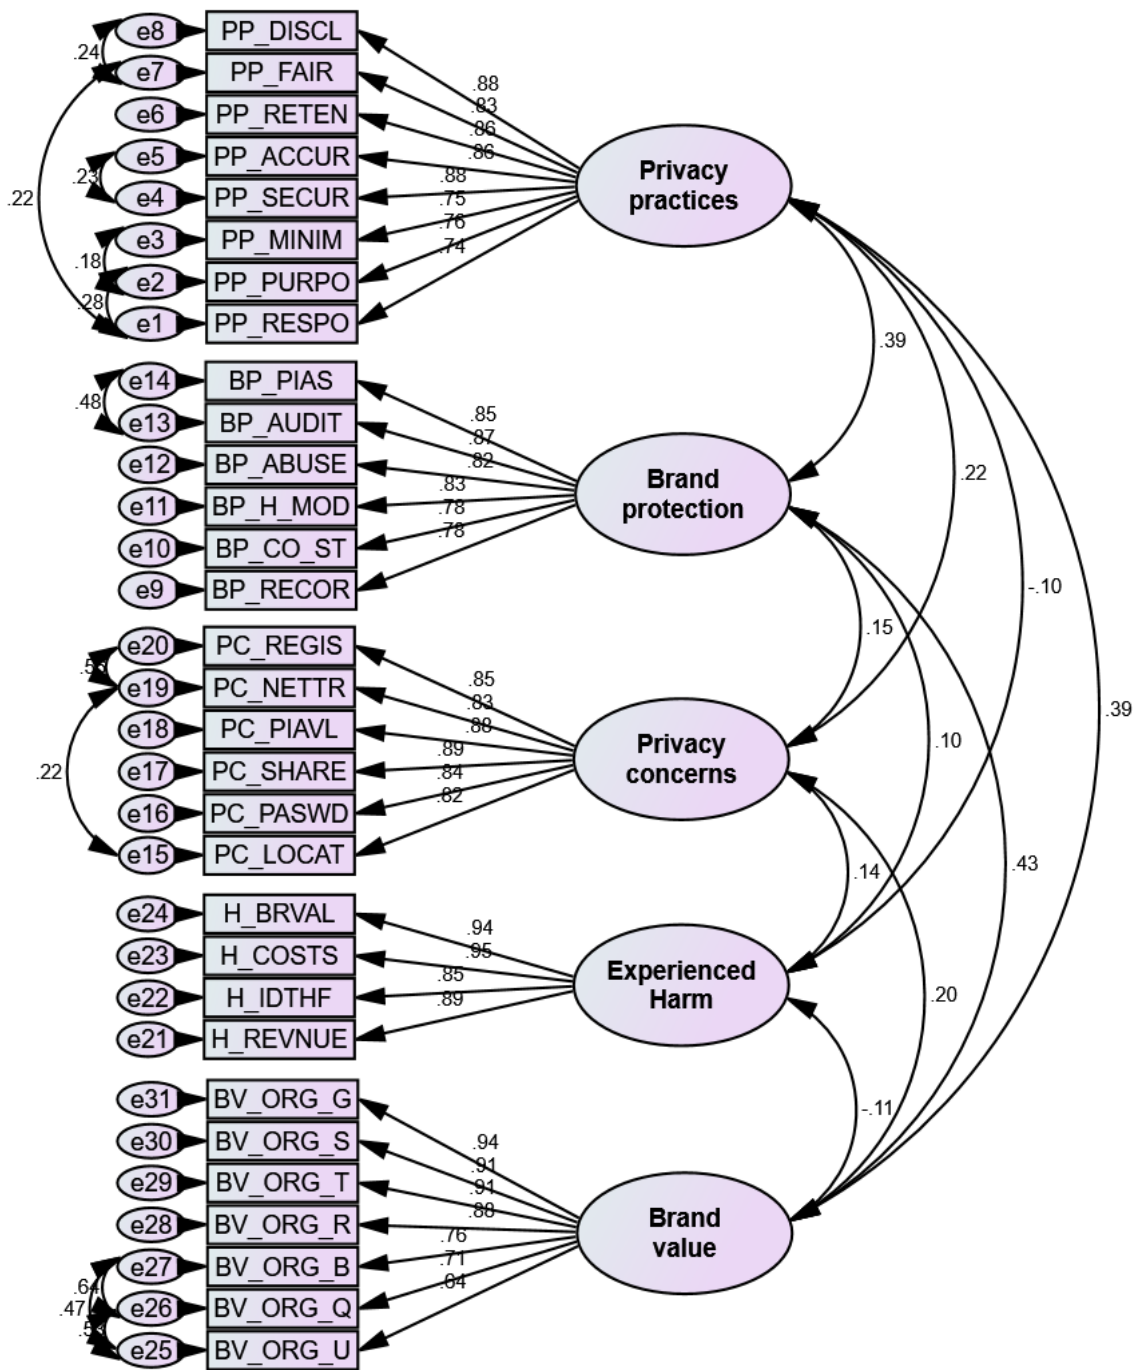 e8 PP_DISCL
.24
e7 PP_FAIR
.88
.83
e6 PP_RETEN
.86
e5 PP_ACCUR
.86
Privacy
practices
.23
e4 PP_SECUR
.88
.75
.22
e3 PP_MINIM
.76
.74
.18
e2 PP_PURPO
.28
e1 PP_RESPO
.39
e14 BP_PIAS
.48
e13 BP_AUDIT
.85
.87
e12 BP_ABUSE
.82
.22
Brand
protection
e11 BP_H_MOD
.83
.78
e10 BP_CO_ST
.78
e9 BP_RECOR
-.10
.15
e20 PC_REGIS
e19 PC_NETTR
.85
.83
e18 PC_PIAVL
.88
.39
Privacy
concerns
.10
e17 PC_SHARE
.89
.84
.22
e16 PC_PASWD
.82
e15 PC_LOCAT
.14
.43
e24 H_BRVAL
.94
e23 H_COSTS
.95
Experienced
Harm
e22 H_IDTHF
.85
.89
.20
e21 H_REVNUE
e31 BV_ORG_G
-.11
e30 BV_ORG_S
.94
.91
e29 BV_ORG_T
.91
.88
Brand
value
e28 BV_ORG_R
.76
e27 BV_ORG_B
.71
.64
.64
.47
e26 BV_ORG_Q
e25 BV_ORG_U